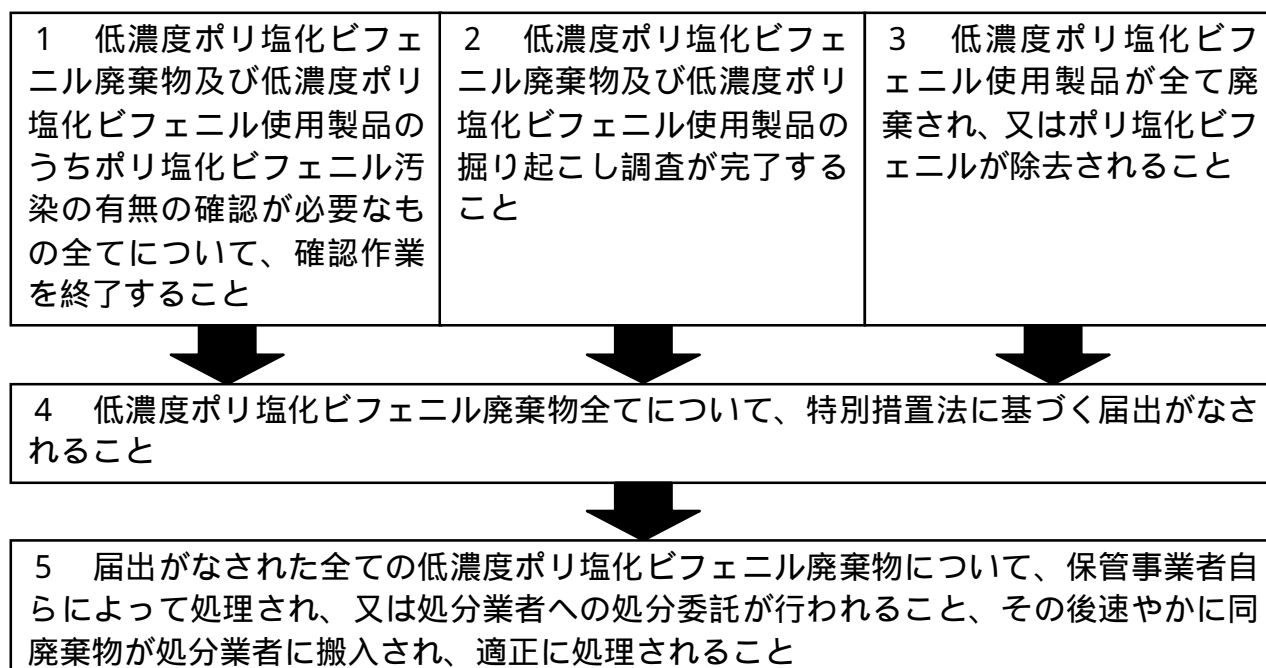 1　低濃度ポリ塩化ビフェ
ニル廃棄物及び低濃度ポリ
塩化ビフェニル使用製品の
うちポリ塩化ビフェニル汚
染の有無の確認が必要なも
の全てについて、確認作業
を終了すること
2　低濃度ポリ塩化ビフェ
ニル廃棄物及び低濃度ポリ
塩化ビフェニル使用製品の
掘り起こし調査が完了する
こと
3　低濃度ポリ塩化ビフ
ェニル使用製品が全て廃
棄され、又はポリ塩化ビフ
ェニルが除去されること
4　低濃度ポリ塩化ビフェニル廃棄物全てについて、特別措置法に基づく届出がなさ
れること
5　届出がなされた全ての低濃度ポリ塩化ビフェニル廃棄物について、保管事業者自
らによって処理され、又は処分業者への処分委託が行われること、その後速やかに同
廃棄物が処分業者に搬入され、適正に処理されること